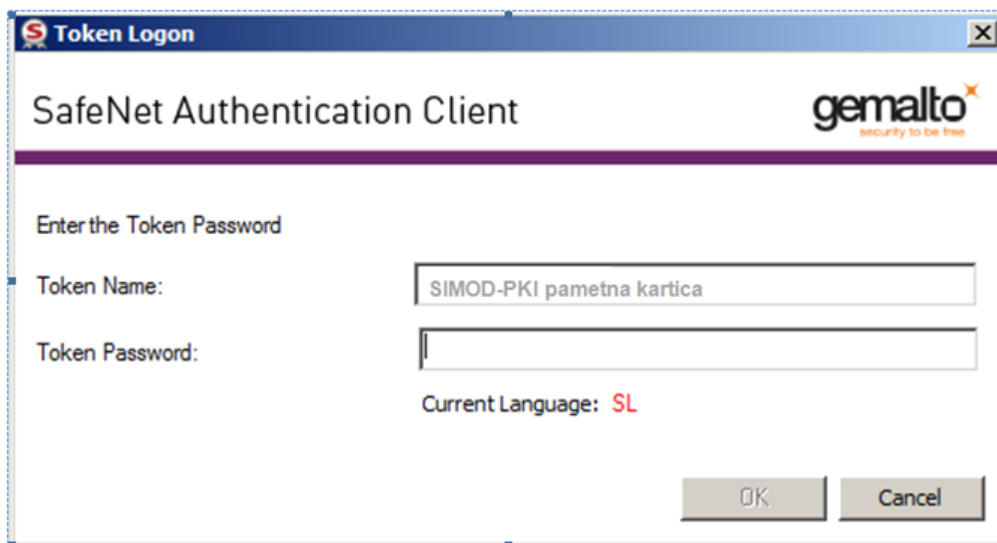 Token Logon
SafeNet Authentication Client
gemalto
security to be free
Enter the Token Password
Token Name: SIMOD-PKI pametna kartica
Token Password:
Current Language: SL
OK Cancel